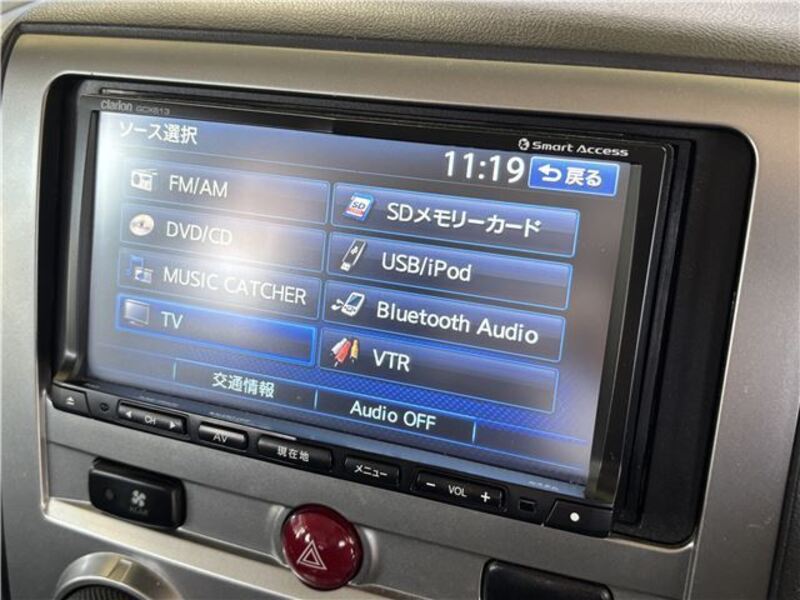 Clarion GCX613
Smart Access
ソース選択
11:19
戻る
FM/AM
SDメモリーカード
DVD/CD
USB/iPod
MUSIC CATCHER
Bluetooth Audio
TV
VTR
交通情報
Audio OFF
CH
AV
現在地
メニュー
− VOL +
REAR